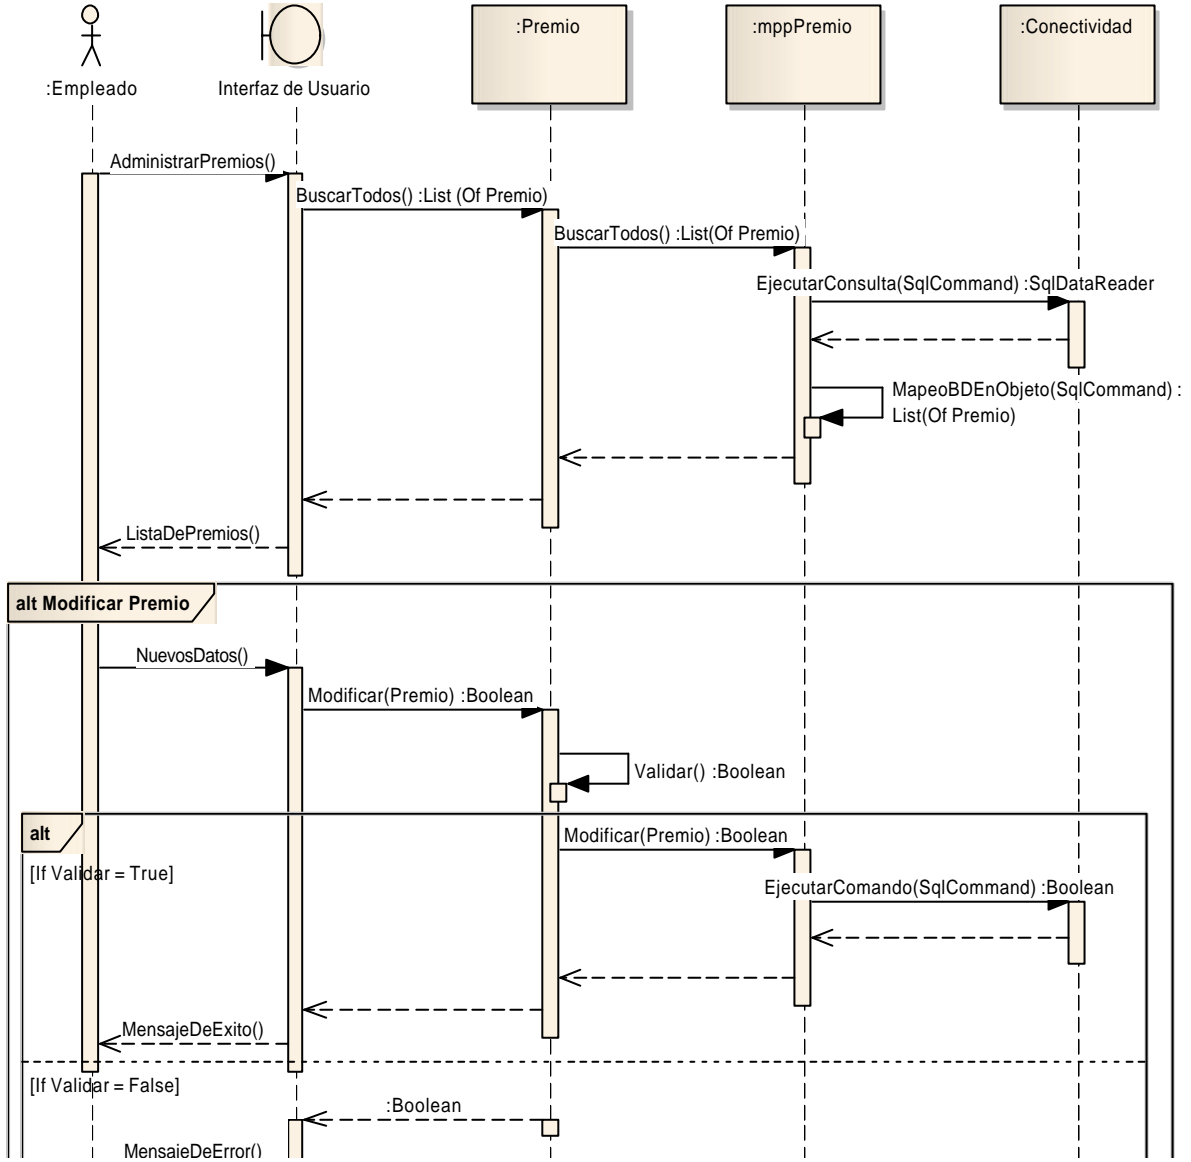 :Empleado
Interfaz de Usuario
:Premio
:mppPremio
:Conectividad
AdministrarPremios()
BuscarTodos() :List (Of Premio)
BuscarTodos() :List(Of Premio)
EjecutarConsulta(SqlCommand) :SqlDataReader
MapeoBDEnObjeto(SqlCommand) :
List(Of Premio)
ListaDePremios()
alt Modificar Premio
NuevosDatos()
Modificar(Premio) :Boolean
Validar() :Boolean
alt
Modificar(Premio) :Boolean
[If Validar = True]
EjecutarComando(SqlCommand) :Boolean
MensajeDeExito()
[If Validar = False]
:Boolean
MensajeDeError()